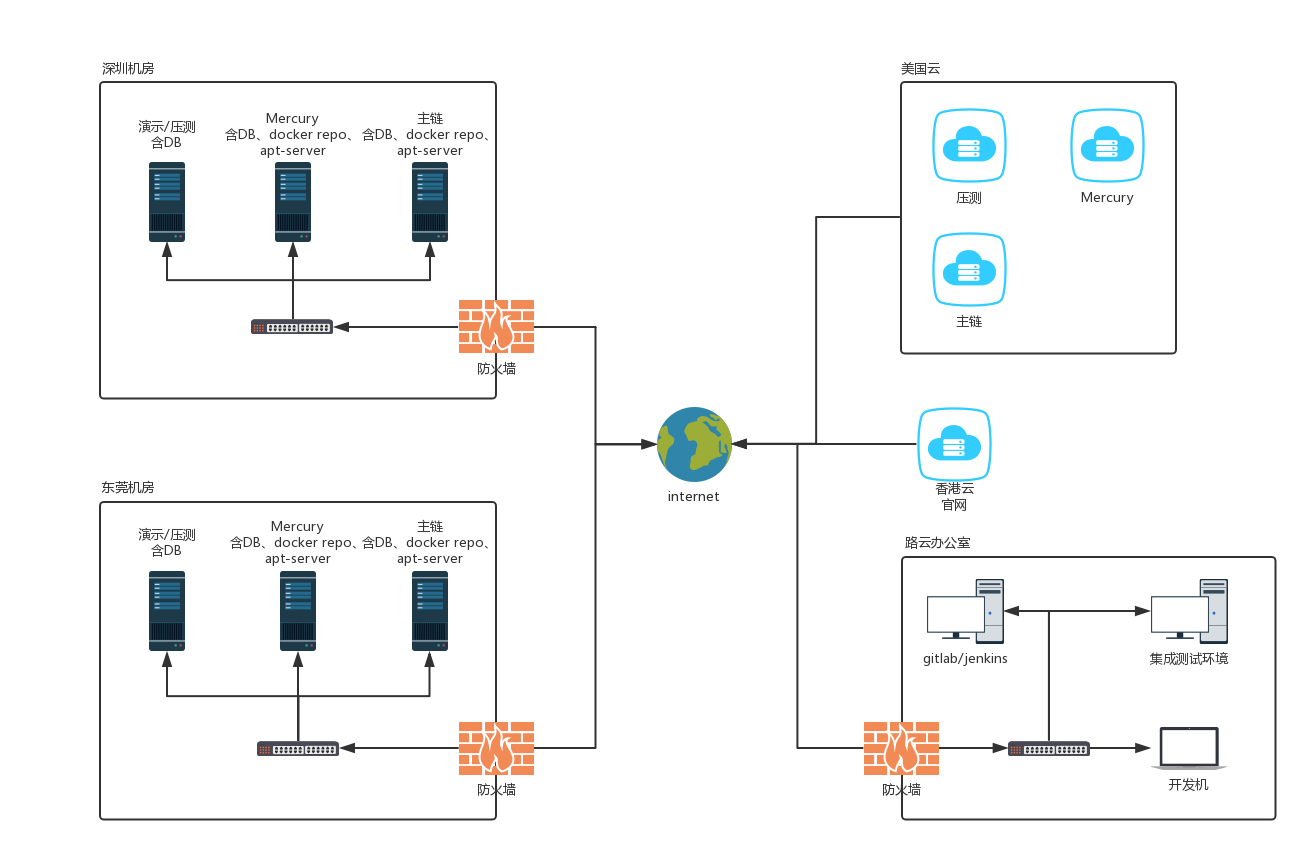 深圳机房
演示/压测
含DB
Mercury
含DB、docker repo、
apt-server
主链
含DB、docker repo、
apt-server
防火墙
东莞机房
演示/压测
含DB
Mercury
含DB、docker repo、
apt-server
主链
含DB、docker repo、
apt-server
防火墙
internet
美国云
压测
Mercury
主链
香港云
官网
路云办公室
gitlab/jenkins
集成测试环境
防火墙
开发机